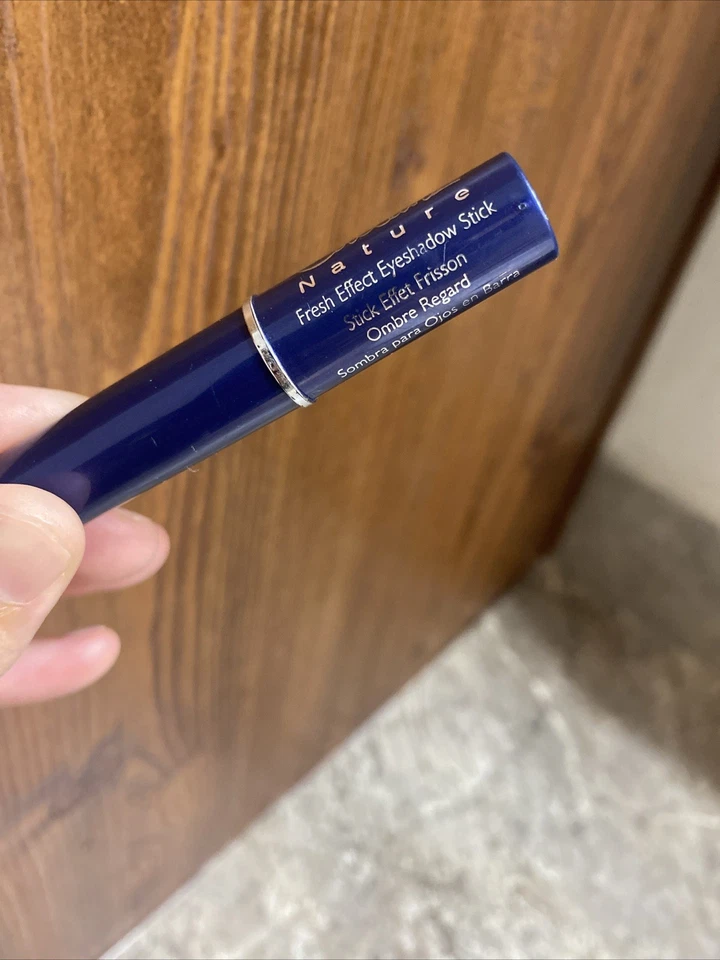 Nature
Fresh Effect Eyeshadow Stick
Stick Effet Frisson
Ombre Regard
Sombra para Ojos en Barra